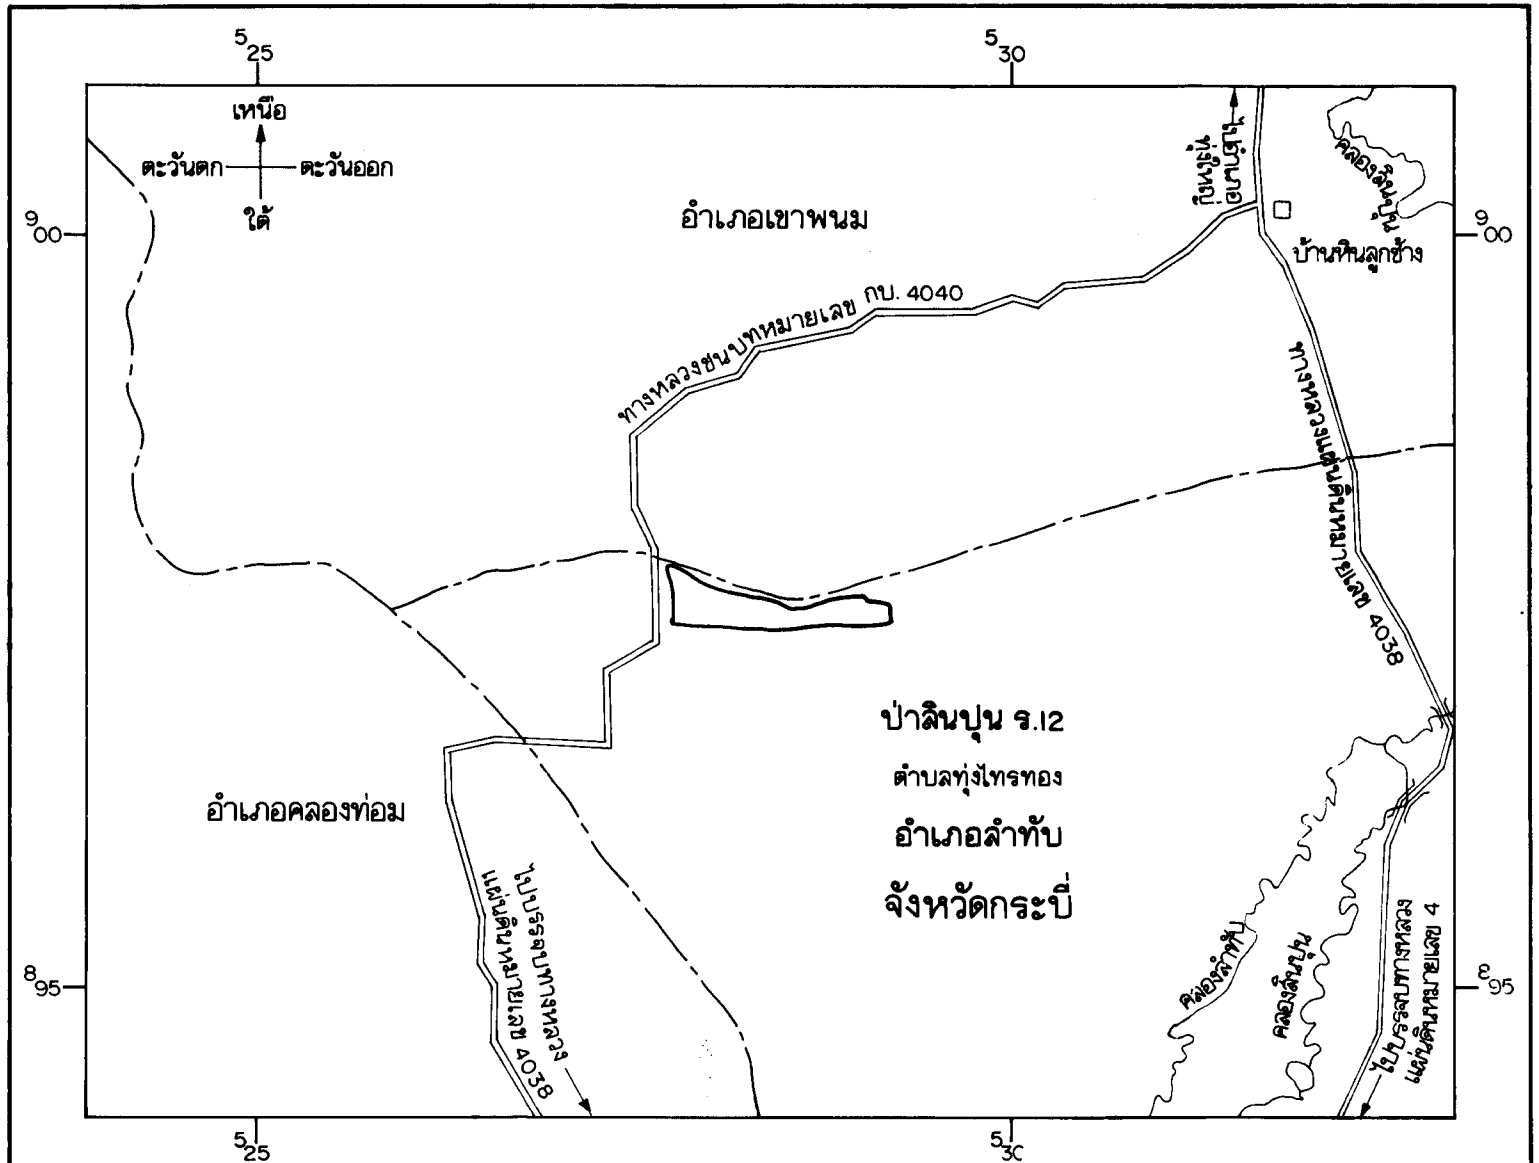 5 25
5 30
เหนือ
ตะวันตก
ตะวันออก
ใต้
9 00
9 00
อำเภอเขาพนม
ไปอำเภอ
ทุ่งใหญ่
คลองสินปุน
บ้านหินลูกช้าง
ทางหลวงชนบทหมายเลข กบ. 4040
ทางหลวงแผ่นดินหมายเลข 4038
ป่าสินปุน ร.12
ตำบลทุ่งไทรทอง
อำเภอลำทับ
จังหวัดกระบี่
อำเภอคลองท่อม
ไปบรรจบทางหลวง
แผ่นดินหมายเลข 4038
คลองลำทับ
คลองสินปุน
ไปบรรจบทางหลวง
แผ่นดินหมายเลข 4
8 95
95
5 25
5